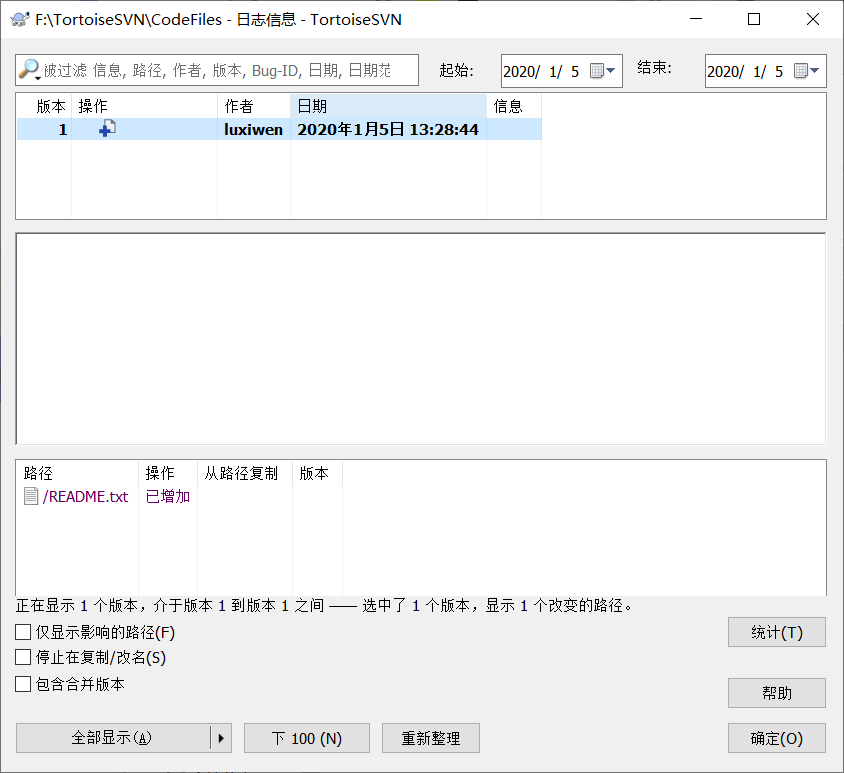 F:\TortoiseSVN\CodeFiles - 日志信息 - TortoiseSVN
被过滤 信息, 路径, 作者, 版本, Bug-ID, 日期, 日期范 起始: 2020/ 1/ 5 结束: 2020/ 1/ 5
版本 操作 作者 日期 信息
1 luxiwen 2020年1月5日 13:28:44
路径 操作 从路径复制 版本
/README.txt 已增加
正在显示 1 个版本，介于版本 1 到版本 1 之间 —— 选中了 1 个版本，显示 1 个改变的路径。
仅显示影响的路径(F)
统计(T)
停止在复制/改名(S)
包含合并版本
帮助
全部显示(A) 下 100 (N) 重新整理 确定(O)